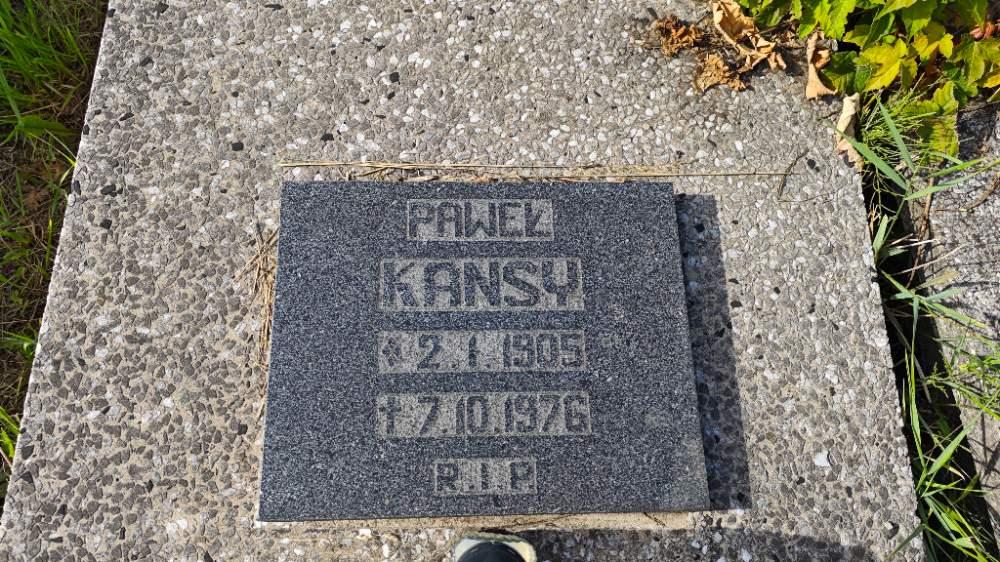 PAWEŁ
KANSY
* 2.1.1905
† 7.10.1976
R.I.P